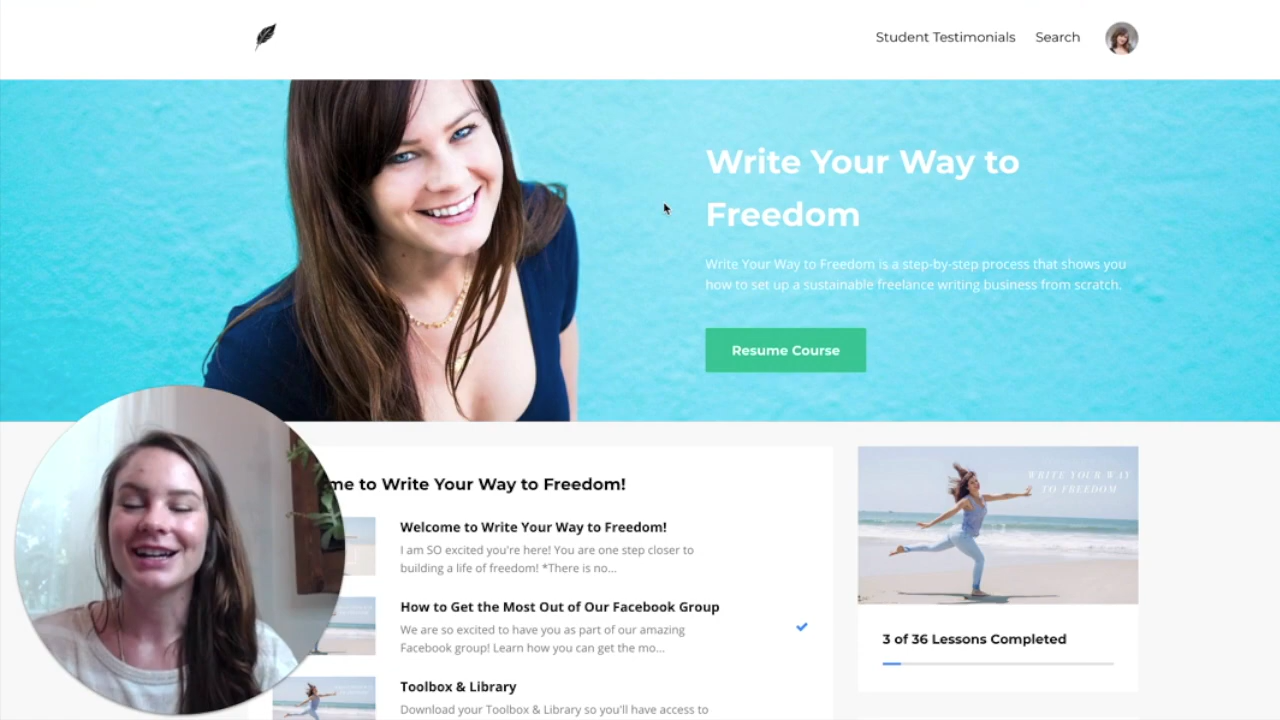 Student Testimonials Search
Write Your Way to
Freedom
Write Your Way to Freedom is a step-by-step process that shows you
how to set up a sustainable freelance writing business from scratch.
Resume Course
me to Write Your Way to Freedom!
Welcome to Write Your Way to Freedom!
I am SO excited you're here! You are one step closer to
building a life of freedom! *There is no...
How to Get the Most Out of Our Facebook Group
We are so excited to have you as part of our amazing
Facebook group! Learn how you can get the mo...
Toolbox & Library
Download your Toolbox & Library so you'll have access to
WRITE YOUR WAY
TO FREEDOM
3 of 36 Lessons Completed